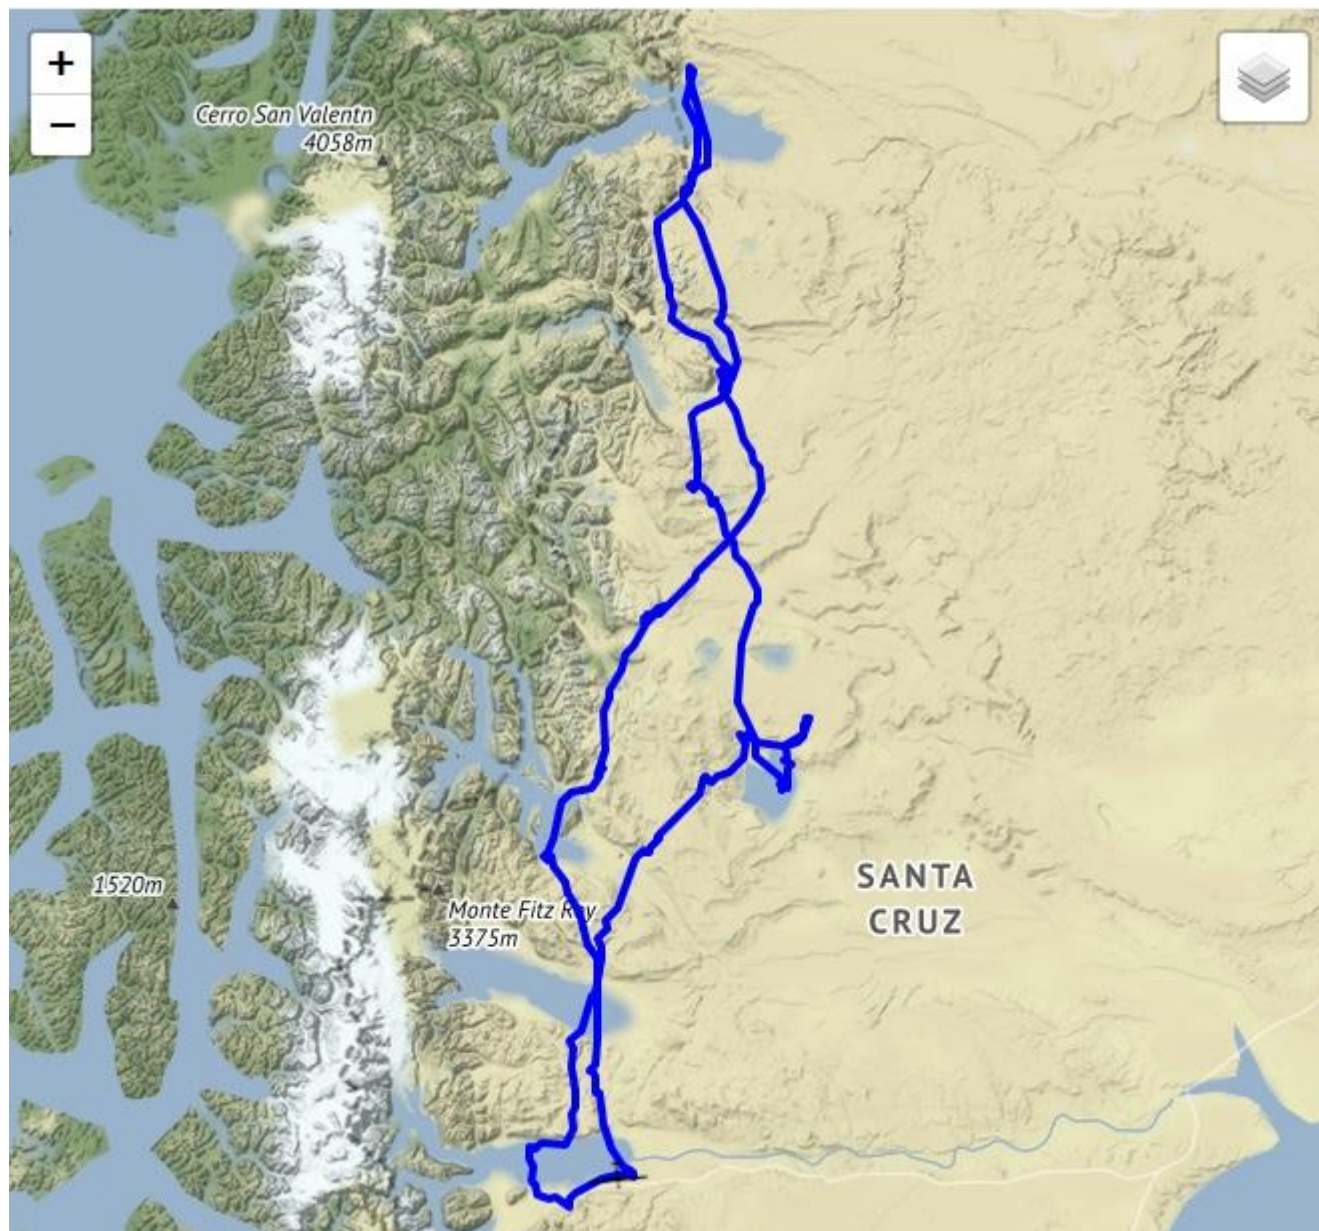 +
−
Cerro San Valentn
4058m
1520m
Monte Fitz Roy
3375m
SANTA
CRUZ